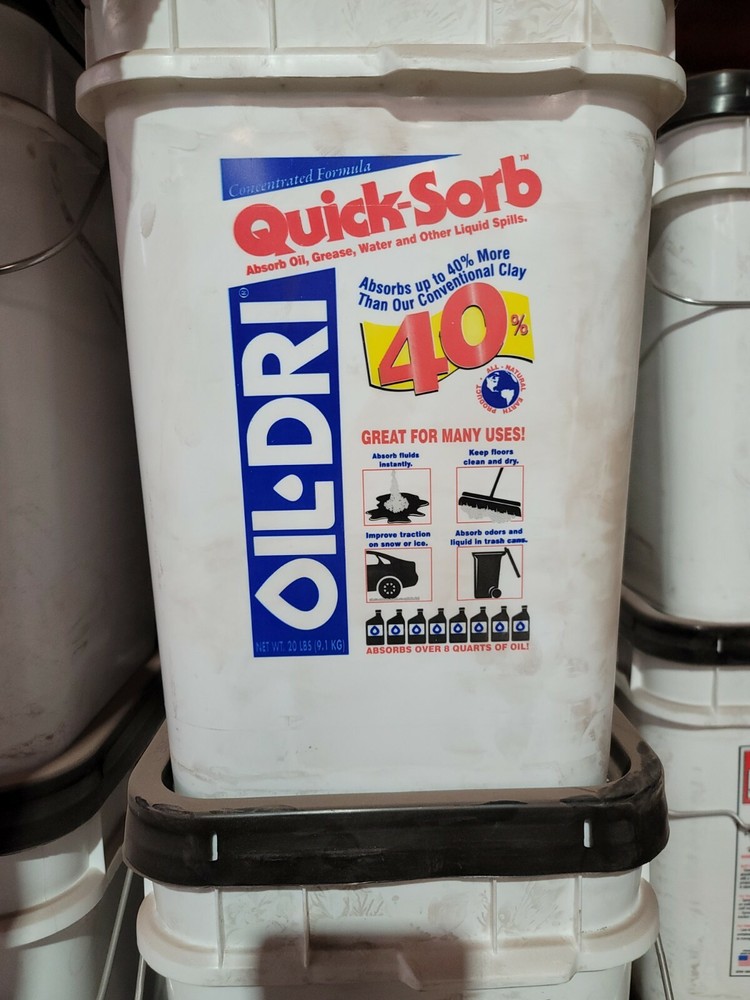 Concentrated Formula
Quick-Sorb™
Absorb Oil, Grease, Water and Other Liquid Spills.
OIL·DRI®
NET WT. 20 LBS (9.1 KG)
Absorbs up to 40% More
Than Our Conventional Clay
40%
ALL-NATURAL EARTH PRODUCT
GREAT FOR MANY USES!
Absorb fluids
instantly.
Keep floors
clean and dry.
Improve traction
on snow or ice.
Absorb odors and
liquid in trash cans.
ABSORBS OVER 8 QUARTS OF OIL!